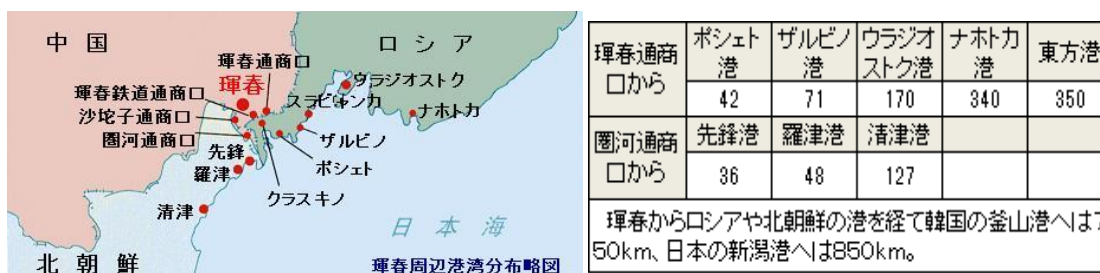 中国
ロシア
琿春通商口
琿春
ウラジオストク
琿春鉄道通商口
スラビャンカ
ナホトカ
沙坨子通商口
圏河通商口
ザルビノ
先鋒
ポシェト
羅津
クラスキノ
清津
日本海
北朝鮮
琿春周辺港湾分布略図
琿春通商口から
ポシェト港
ザルビノ港
ウラジオストク港
ナホトカ港
東方港
42 71 170 340 350
圏河通商口から
先鋒港
羅津港
清津港
36 48 127
琿春からロシアや北朝鮮の港を経て韓国の釜山港へは7
50km、日本の新潟港へは850km。